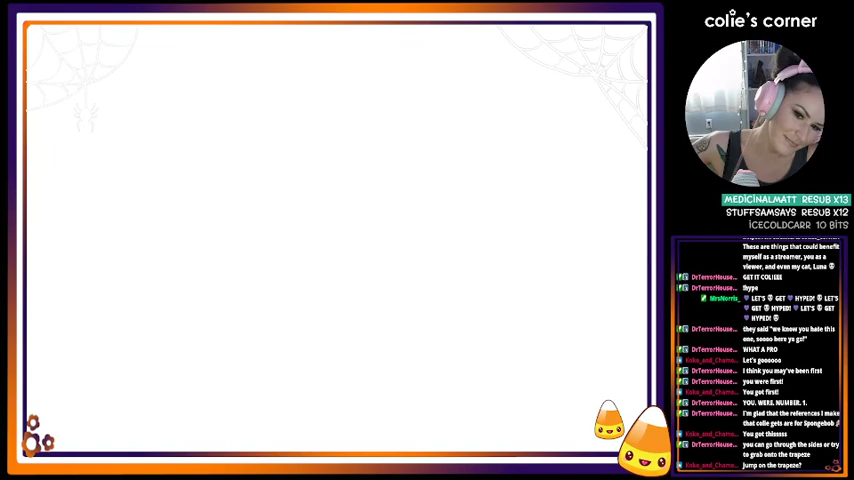 colie's corner
MEDICINALMATT RESUB X13
STUFFSAMSAYS RESUB X12
ICECOLDCARR 10 BITS
These are things that could benefit
myself as a streamer, you as a
viewer, and even my cat, Luna
DrTerrorHouse... GET IT COLIEEE
DrTerrorHouse... !hype
MrsNorris_ LET'S GET HYPED! LET'S
GET HYPED! LET'S GET
HYPED!
DrTerrorHouse... they said "we know you hate this
one, soooo here yo go!"
DrTerrorHouse... WHAT A PRO
Koko_and_Chamo... Let's goooooo
DrTerrorHouse... I think you may've been first
DrTerrorHouse... you were first!
Koko_and_Chamo... You got first!
DrTerrorHouse... YOU. WERE. NUMBER. 1.
DrTerrorHouse... I'm glad that the references I make
that colie gets are for Spongebob
Koko_and_Chamo... You got thisssss
DrTerrorHouse... you can go through the sides or try
to grab onto the trapeze
Koko_and_Chamo... Jump on the trapeze?